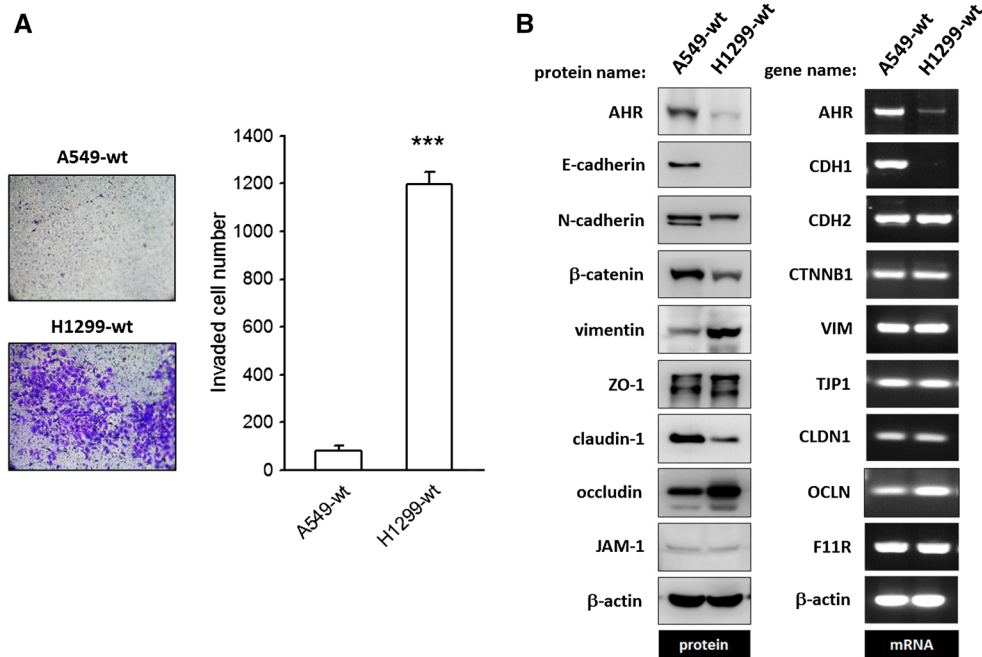 A
A549-wt
H1299-wt
Invaded cell number
1400
1200
1000
800
600
400
200
0
***
A549-wt
H1299-wt
B
protein name:
A549-wt
H1299-wt
AHR
E-cadherin
N-cadherin
β-catenin
vimentin
ZO-1
claudin-1
occludin
JAM-1
β-actin
protein
gene name:
A549-wt
H1299-wt
AHR
CDH1
CDH2
CTNNB1
VIM
TJP1
CLDN1
OCLN
F11R
β-actin
mRNA